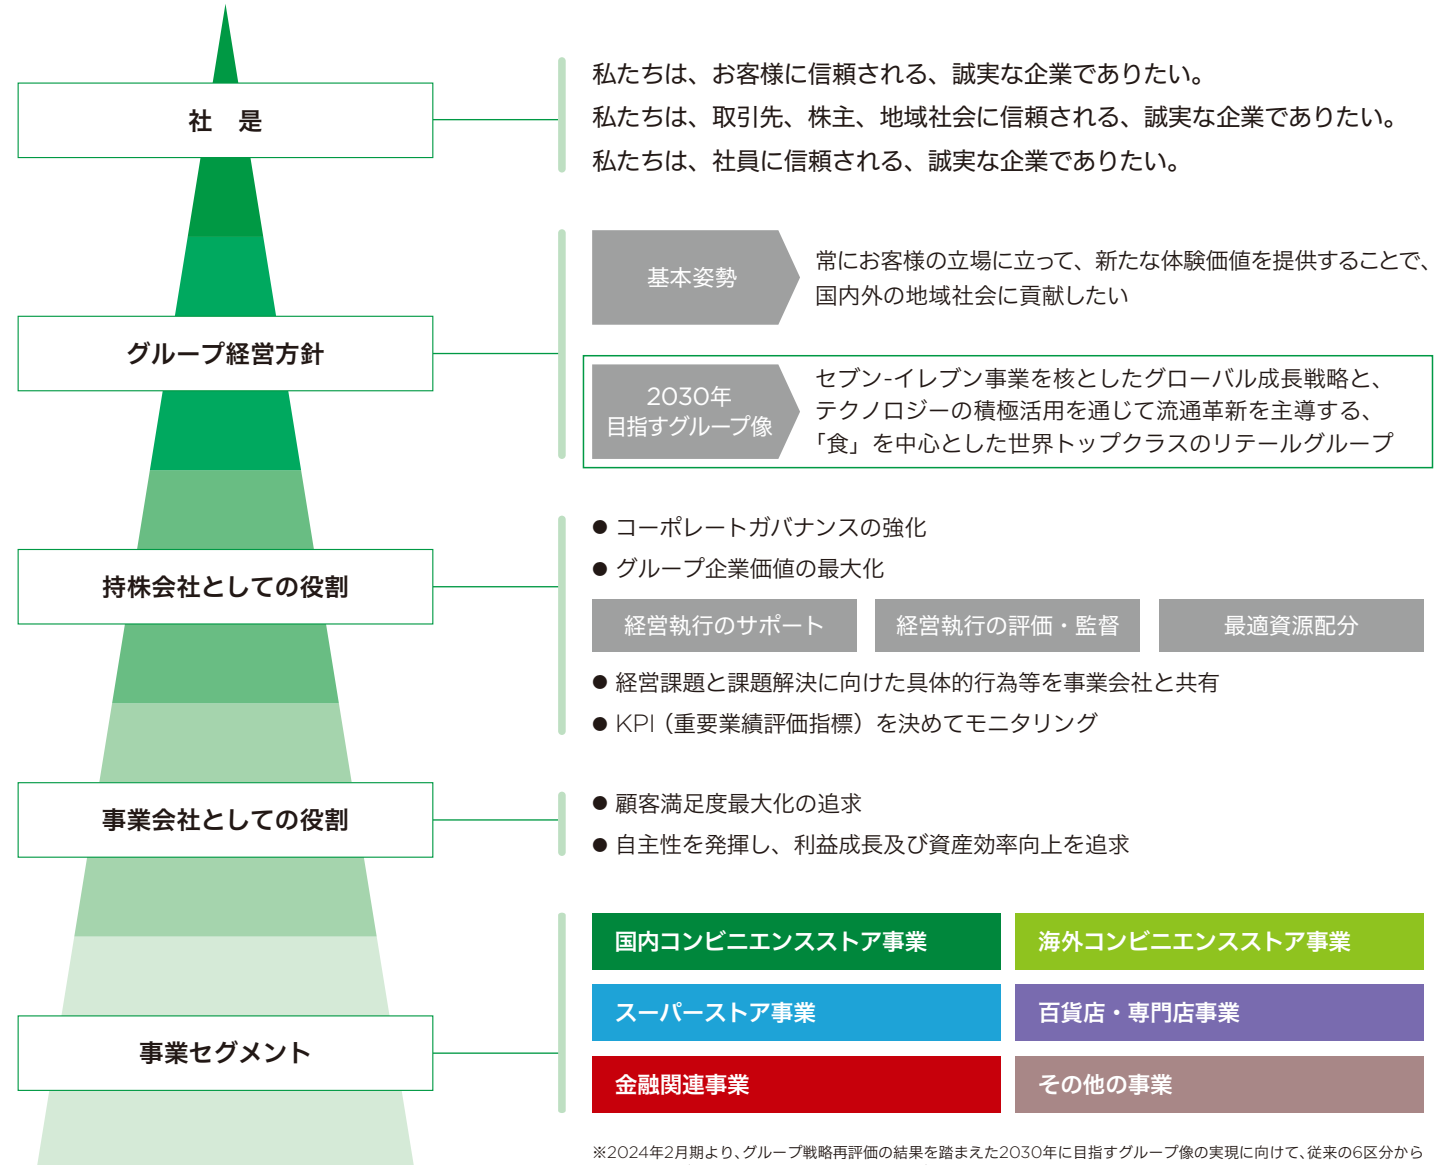 社　是
私たちは、お客様に信頼される、誠実な企業でありたい。
私たちは、取引先、株主、地域社会に信頼される、誠実な企業でありたい。
私たちは、社員に信頼される、誠実な企業でありたい。
グループ経営方針
基本姿勢
常にお客様の立場に立って、新たな体験価値を提供することで、
国内外の地域社会に貢献したい
2030年
目指すグループ像
セブン‐イレブン事業を核としたグローバル成長戦略と、
テクノロジーの積極活用を通じて流通革新を主導する、
「食」を中心とした世界トップクラスのリテールグループ
持株会社としての役割
● コーポレートガバナンスの強化
● グループ企業価値の最大化
経営執行のサポート
経営執行の評価・監督
最適資源配分
● 経営課題と課題解決に向けた具体的行為等を事業会社と共有
● KPI（重要業績評価指標）を決めてモニタリング
事業会社としての役割
● 顧客満足度最大化の追求
● 自主性を発揮し、利益成長及び資産効率向上を追求
事業セグメント
国内コンビニエンスストア事業
海外コンビニエンスストア事業
スーパーストア事業
百貨店・専門店事業
金融関連事業
その他の事業
※2024年2月期より、グループ戦略再評価の結果を踏まえた2030年に目指すグループ像の実現に向けて、従来の6区分から